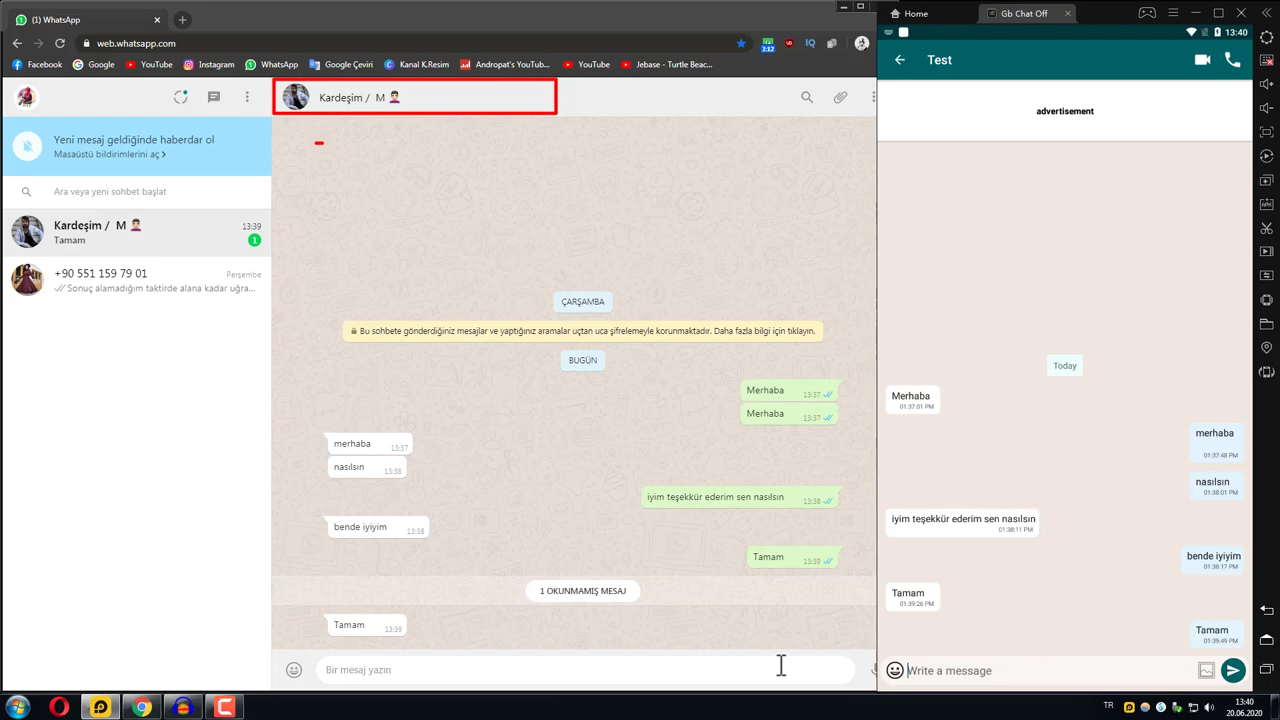 (1) WhatsApp
web.whatsapp.com
3:12
IQ
Facebook
Google
YouTube
Instagram
WhatsApp
Google Çeviri
Kanal K.Resim
Andropat's YouTub...
YouTube
Jebase - Turtle Beac...
Kardeşim / M
Yeni mesaj geldiğinde haberdar ol
Masaüstü bildirimlerini aç >
Ara veya yeni sohbet başlat
Kardeşim / M
13:39
Tamam
1
+90 551 159 79 01
Perşembe
Sonuç alamadığım taktirde alana kadar uğra...
ÇARŞAMBA
Bu sohbete gönderdiğiniz mesajlar ve yaptığınız aramalar uçtan uca şifrelemeyle korunmaktadır. Daha fazla bilgi için tıklayın.
BUGÜN
Merhaba
13:37
Merhaba
13:37
merhaba
13:37
nasılsın
13:38
iyim teşekkür ederim sen nasılsın
13:38
bende iyiyim
13:38
Tamam
13:39
1 OKUNMAMIŞ MESAJ
Tamam
13:39
Bir mesaj yazın
Home
Gb Chat Off
13:40
Test
advertisement
Today
Merhaba
01:37:01 PM
merhaba
01:37:48 PM
nasılsın
01:38:01 PM
iyim teşekkür ederim sen nasılsın
01:38:11 PM
bende iyiyim
01:38:17 PM
Tamam
01:39:26 PM
Tamam
01:39:49 PM
Write a message
APK
TR
13:40
20.06.2020